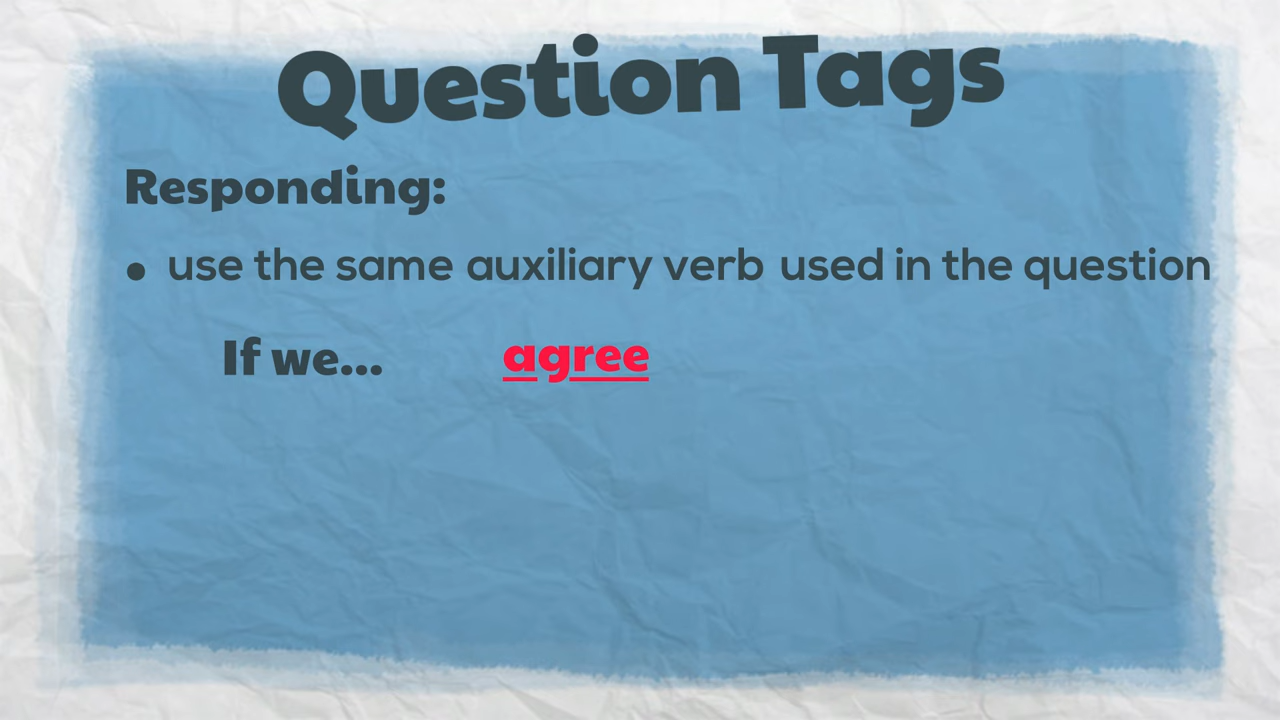 Question Tags
Responding:
• use the same auxiliary verb used in the question
If we... agree